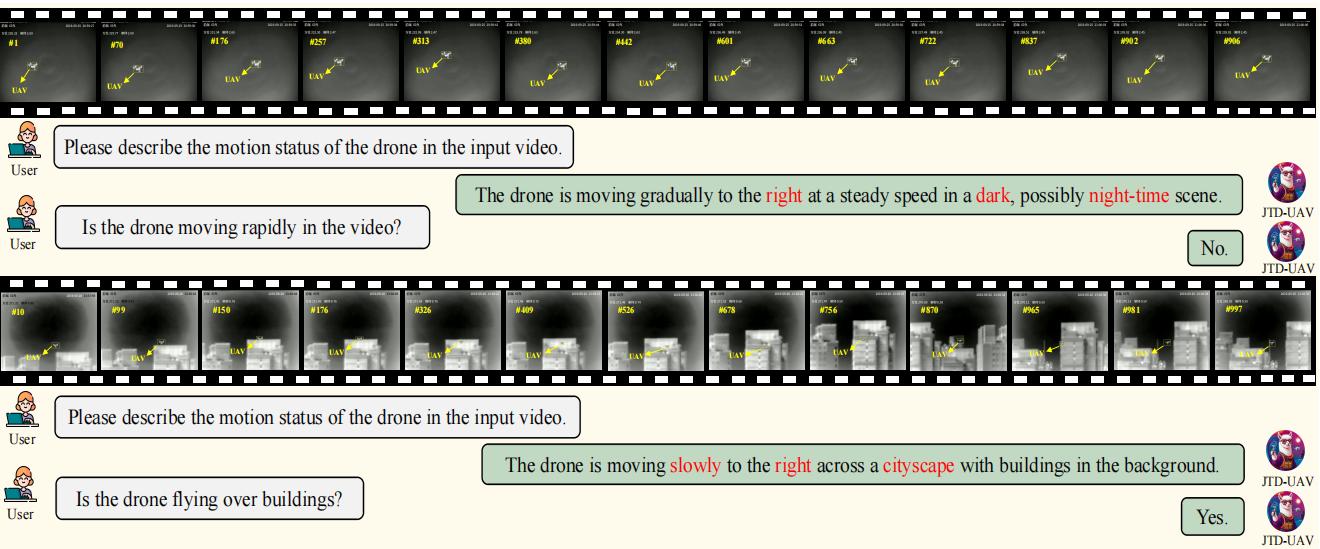 #1 #70 #176 #257 #313 #380 #442 #601 #663 #722 #837 #902 #906
UAV UAV UAV UAV UAV UAV UAV UAV UAV UAV UAV UAV UAV
Please describe the motion status of the drone in the input video.
User
The drone is moving gradually to the right at a steady speed in a dark, possibly night-time scene.
JTD-UAV
Is the drone moving rapidly in the video?
User
No.
JTD-UAV
#10 #99 #150 #176 #326 #409 #526 #678 #756 #870 #965 #981 #997
UAV UAV UAV UAV UAV UAV UAV UAV UAV UAV UAV UAV UAV
Please describe the motion status of the drone in the input video.
User
The drone is moving slowly to the right across a cityscape with buildings in the background.
JTD-UAV
Is the drone flying over buildings?
User
Yes.
JTD-UAV